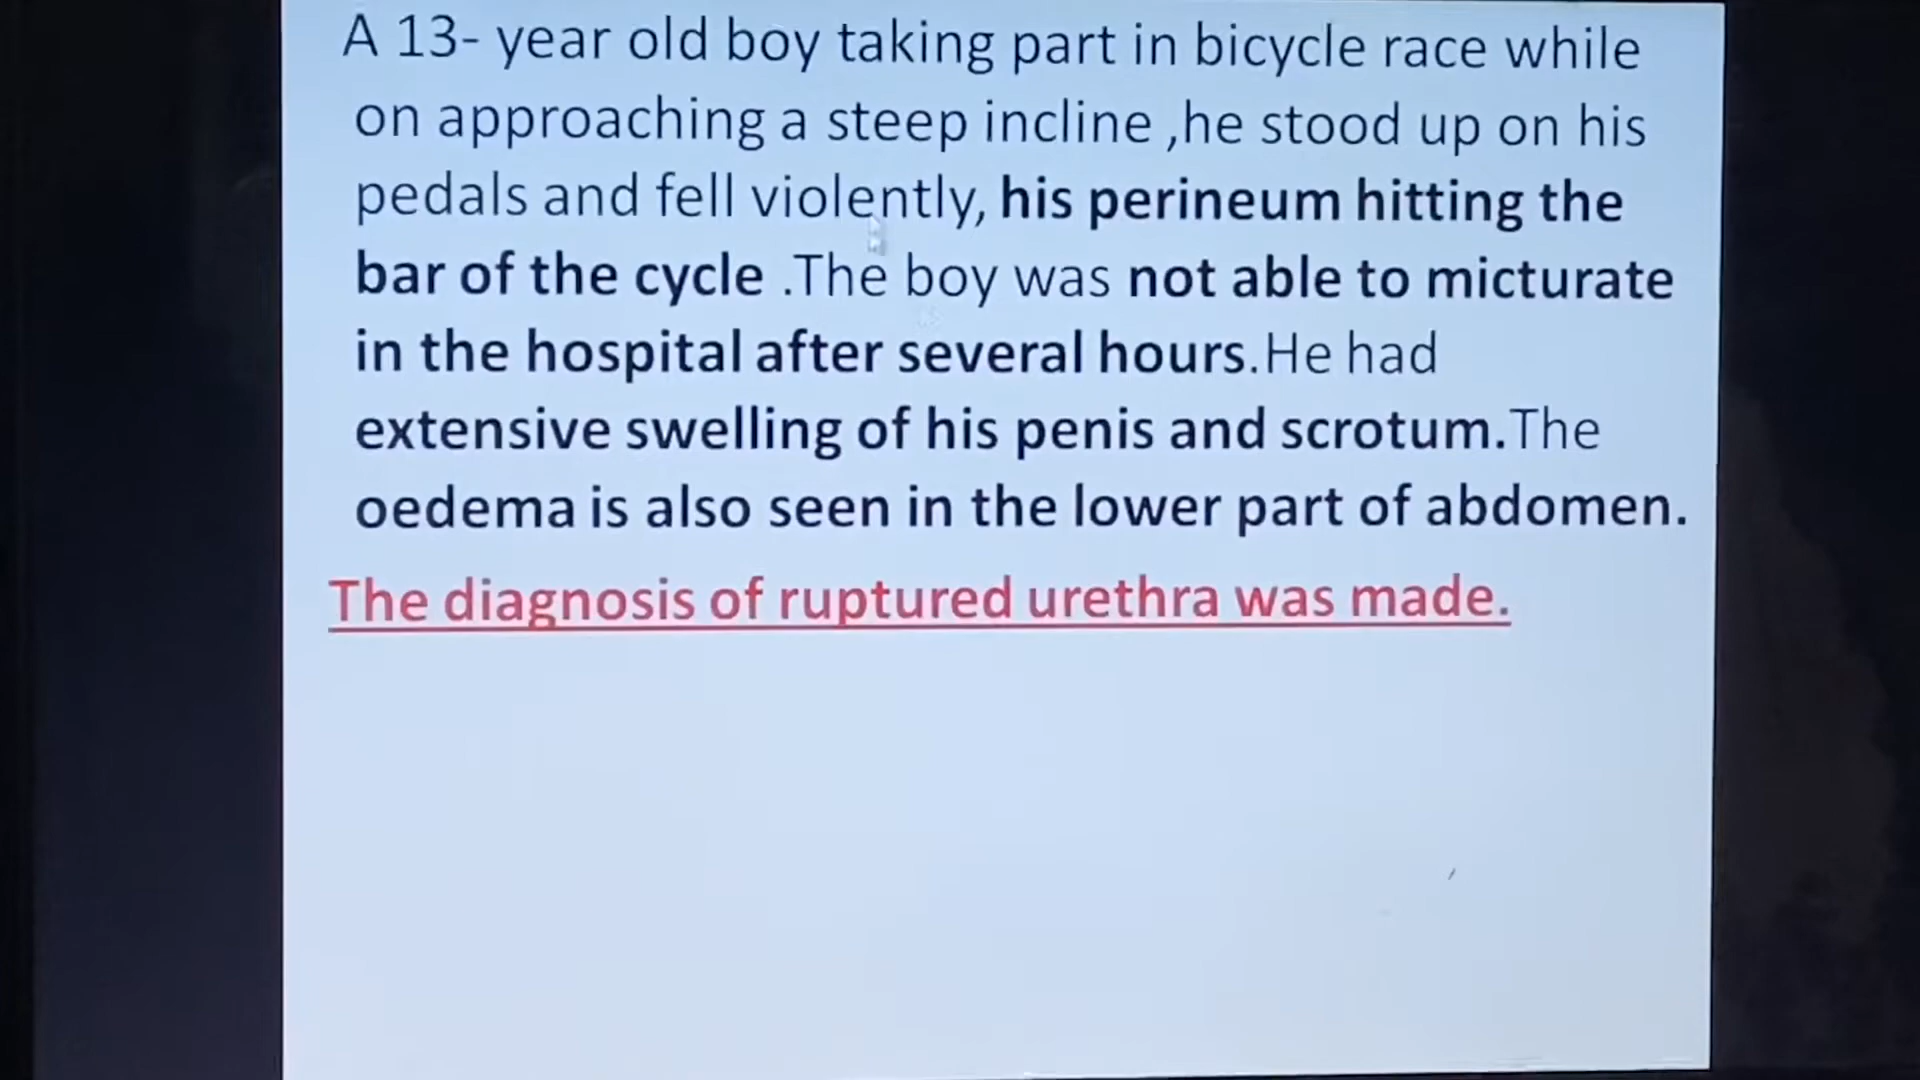 A 13- year old boy taking part in bicycle race while
on approaching a steep incline ,he stood up on his
pedals and fell violently, his perineum hitting the
bar of the cycle .The boy was not able to micturate
in the hospital after several hours.He had
extensive swelling of his penis and scrotum.The
oedema is also seen in the lower part of abdomen.
The diagnosis of ruptured urethra was made.